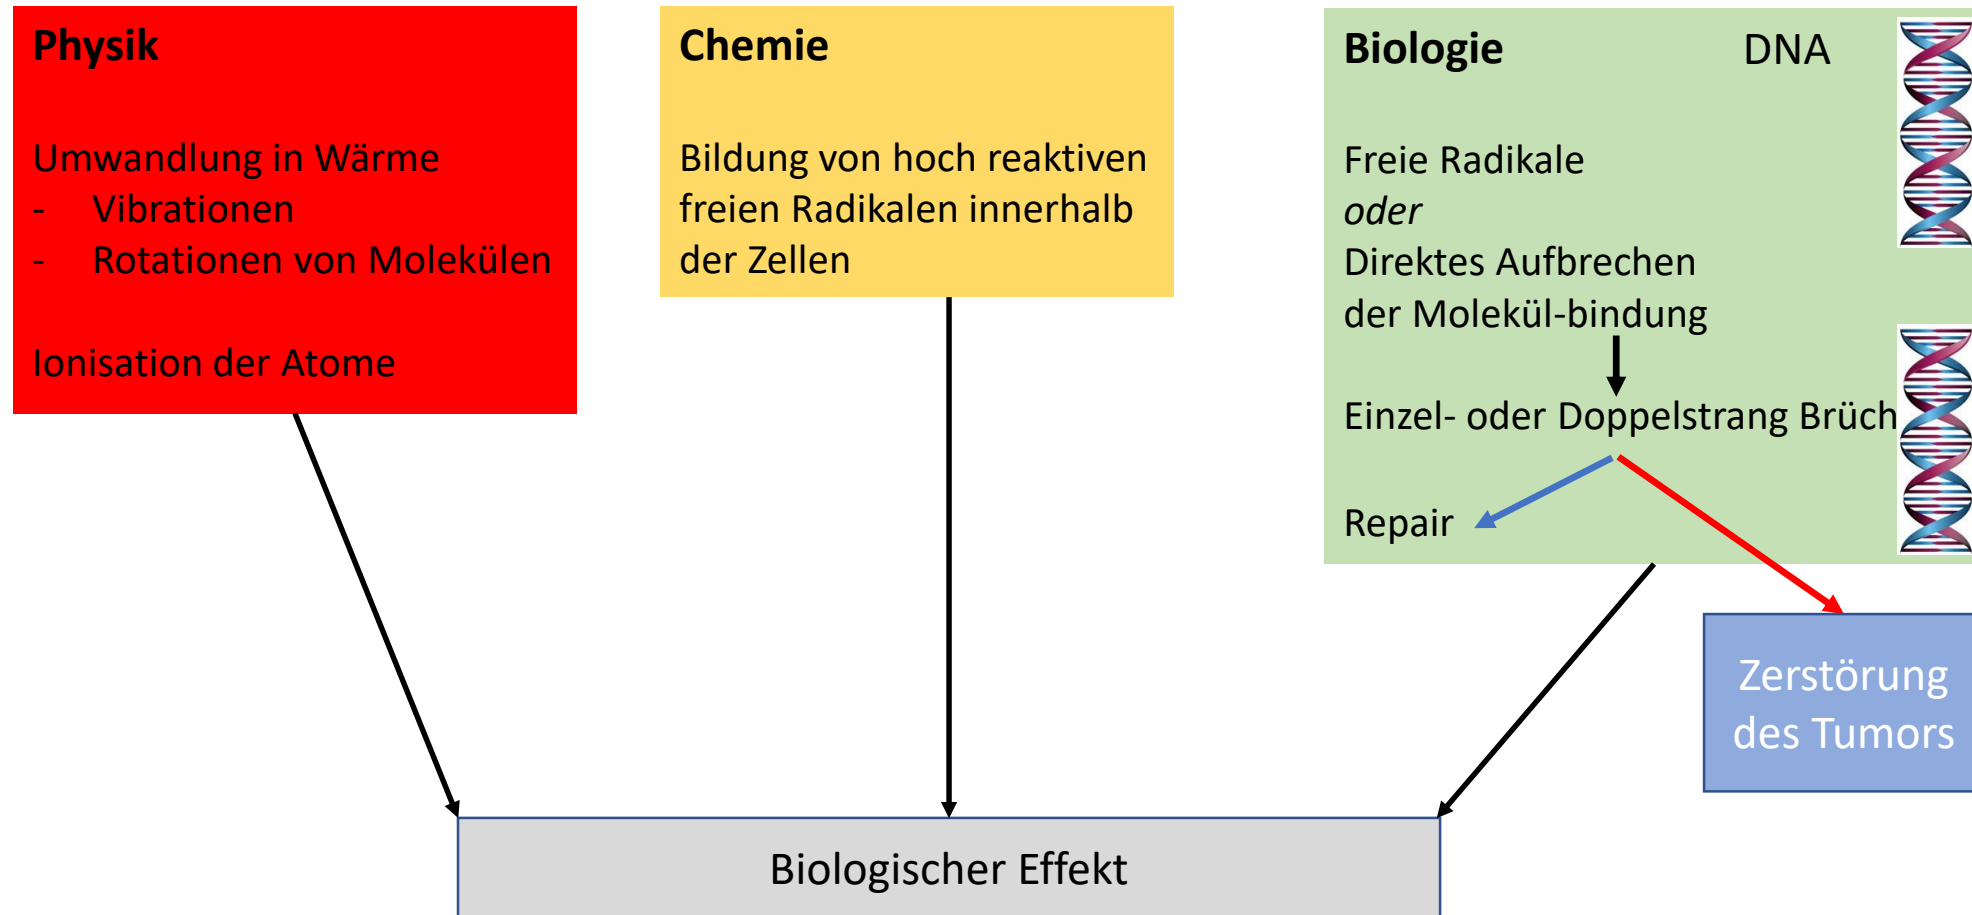 Physik
Umwandlung in Wärme
- Vibrationen
- Rotationen von Molekülen
Ionisation der Atome
Chemie
Bildung von hoch reaktiven
freien Radikalen innerhalb
der Zellen
Biologie DNA
Freie Radikale
oder
Direktes Aufbrechen
der Molekül-bindung
Einzel- oder Doppelstrang Brüch
Repair
Zerstörung
des Tumors
Biologischer Effekt